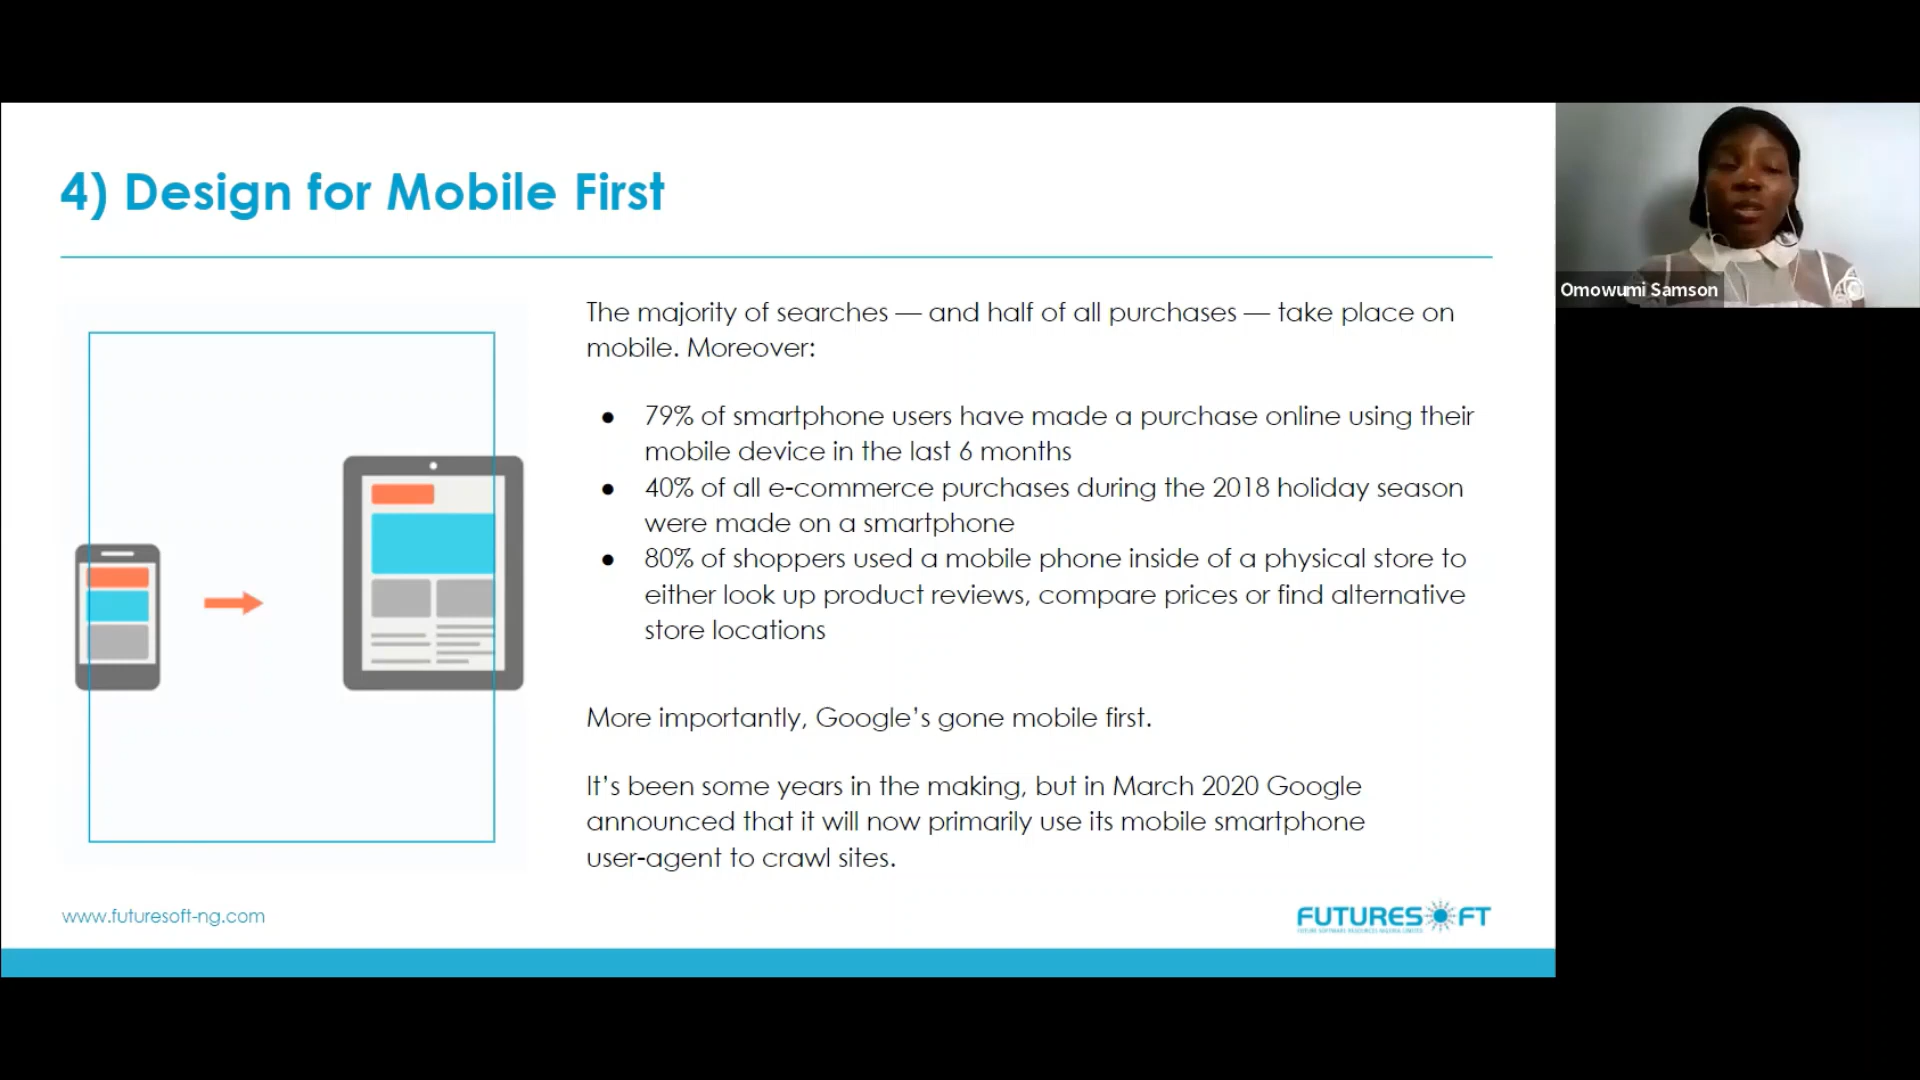 4) Design for Mobile First
The majority of searches — and half of all purchases — take place on
mobile. Moreover:
● 79% of smartphone users have made a purchase online using their
mobile device in the last 6 months
● 40% of all e-commerce purchases during the 2018 holiday season
were made on a smartphone
● 80% of shoppers used a mobile phone inside of a physical store to
either look up product reviews, compare prices or find alternative
store locations
More importantly, Google’s gone mobile first.
It’s been some years in the making, but in March 2020 Google
announced that it will now primarily use its mobile smartphone
user-agent to crawl sites.
www.futuresoft-ng.com
FUTURESOFT
Omowumi Samson